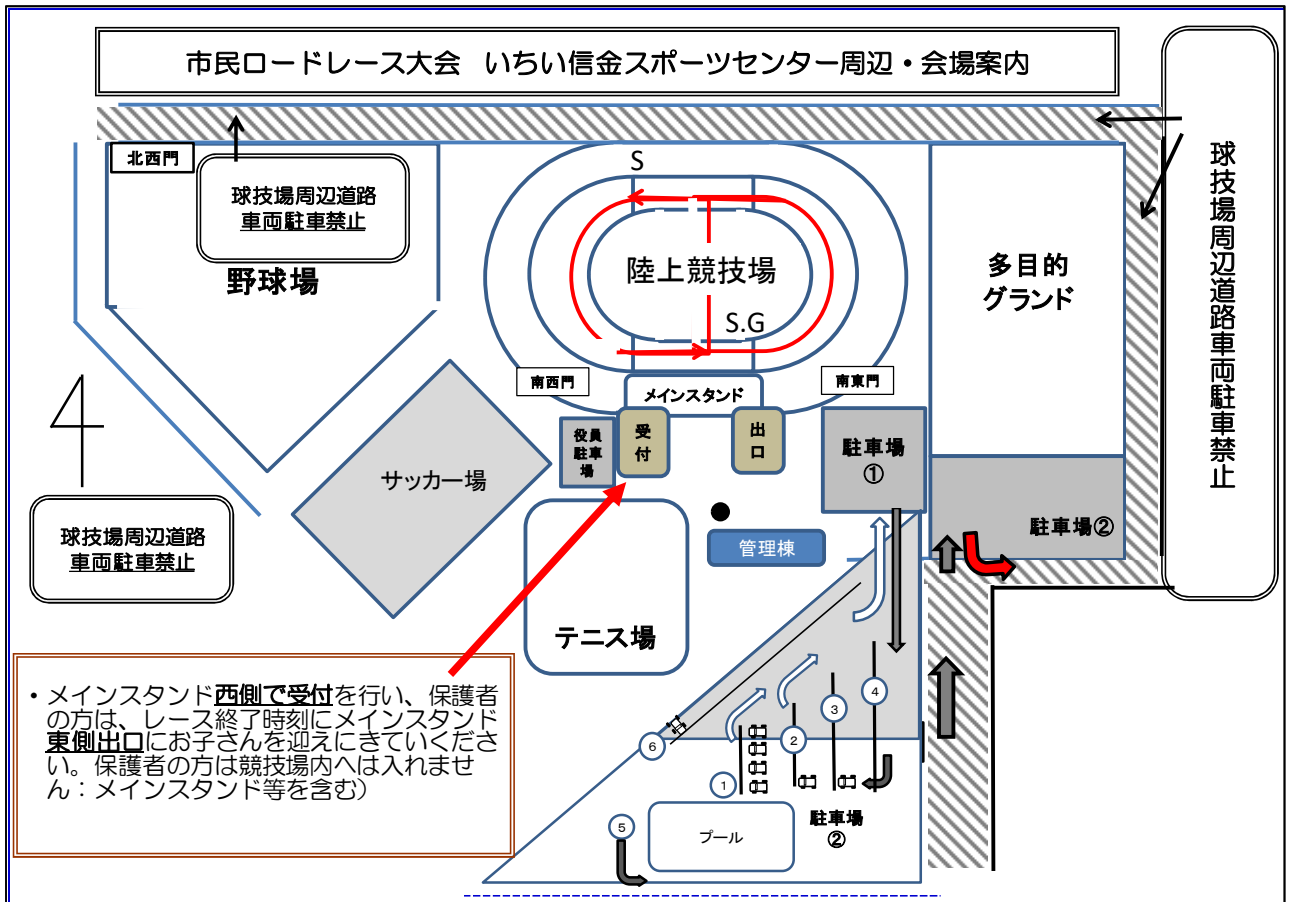 市民ロードレース大会 いちい信金スポーツセンター周辺・会場案内
球技場周辺道路車両駐車禁止
北西門
球技場周辺道路
車両駐車禁止
野球場
S
陸上競技場
S.G
多目的
グランド
南西門
メインスタンド
南東門
役員
駐車
場
受
付
出
口
駐車場
①
サッカー場
駐車場②
球技場周辺道路
車両駐車禁止
管理棟
テニス場
・メインスタンド西側で受付を行い、保護者
の方は、レース終了時刻にメインスタンド
東側出口にお子さんを迎えにきていくださ
い。保護者の方は競技場内へは入れませ
ん：メインスタンド等を含む）
4
3
2
6
1
5
プール
駐車場
②